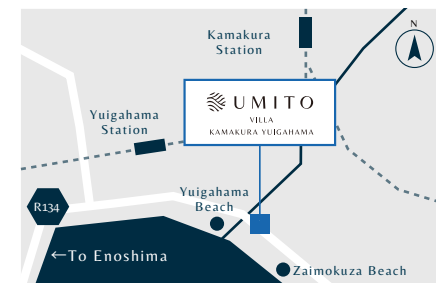 Kamakura
Station
N
UMITO
VILLA
KAMAKURA YUIGAHAMA
Yuigahama
Station
Yuigahama
Beach
R134
←To Enoshima
Zaimokuza Beach